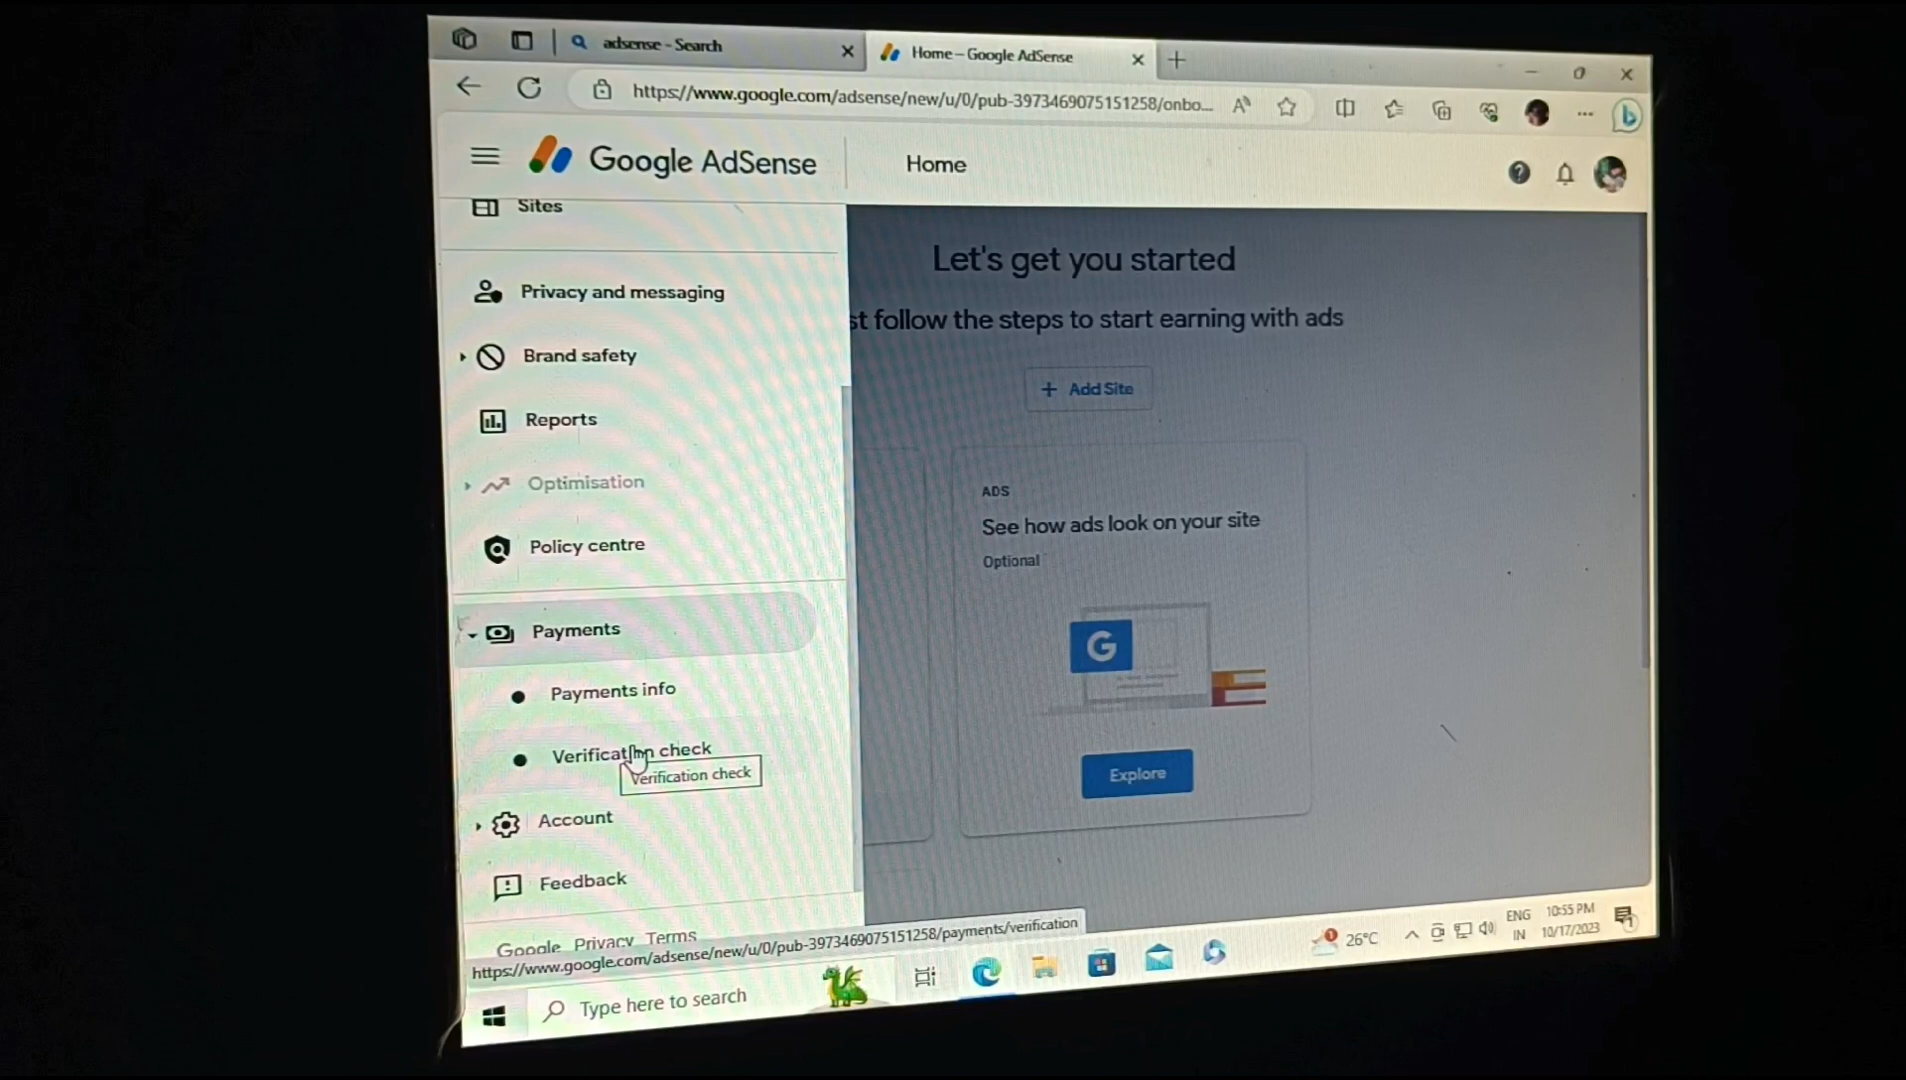 adsense - Search
Home – Google AdSense
https://www.google.com/adsense/new/u/0/pub-3973469075151258/onbo...
Google AdSense
Home
Sites
Let's get you started
Privacy and messaging
st follow the steps to start earning with ads
Brand safety
+ Add Site
Reports
Optimisation
ADS
See how ads look on your site
Policy centre
Optional
Payments
G
Payments info
Verification check
Verification check
Explore
Account
Feedback
Google Privacy Terms
https://www.google.com/adsense/new/u/0/pub-3973469075151258/payments/verification
Type here to search
26°C
ENG
IN
10:55 PM
10/17/2023
1